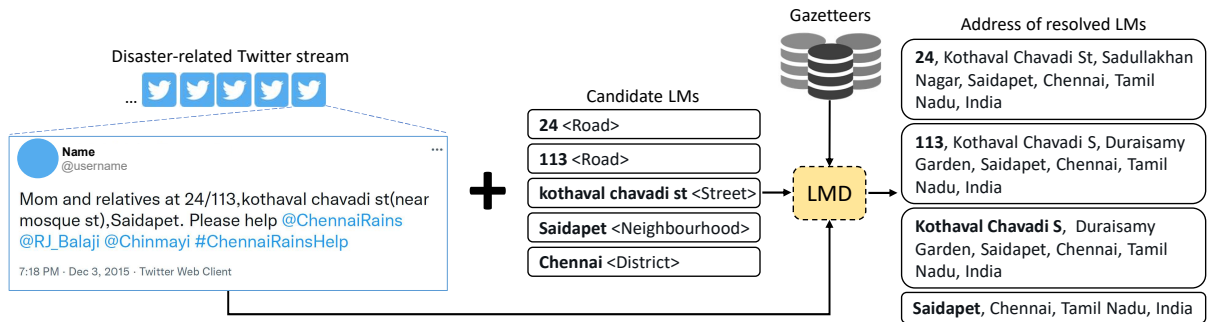 Disaster-related Twitter stream
...
Name
@username
...
Mom and relatives at 24/113,kothaval chavadi st(near
mosque st),Saidapet. Please help @ChennaiRains
@RJ_Balaji @Chinmayi #ChennaiRainsHelp
7:18 PM · Dec 3, 2015 · Twitter Web Client
+
Candidate LMs
24 <Road>
113 <Road>
kothaval chavadi st <Street>
Saidapet <Neighbourhood>
Chennai <District>
Gazetteers
LMD
Address of resolved LMs
24, Kothaval Chavadi St, Sadullakhan
Nagar, Saidapet, Chennai, Tamil
Nadu, India
113, Kothaval Chavadi S, Duraisamy
Garden, Saidapet, Chennai, Tamil
Nadu, India
Kothaval Chavadi S, Duraisamy
Garden, Saidapet, Chennai, Tamil
Nadu, India
Saidapet, Chennai, Tamil Nadu, India